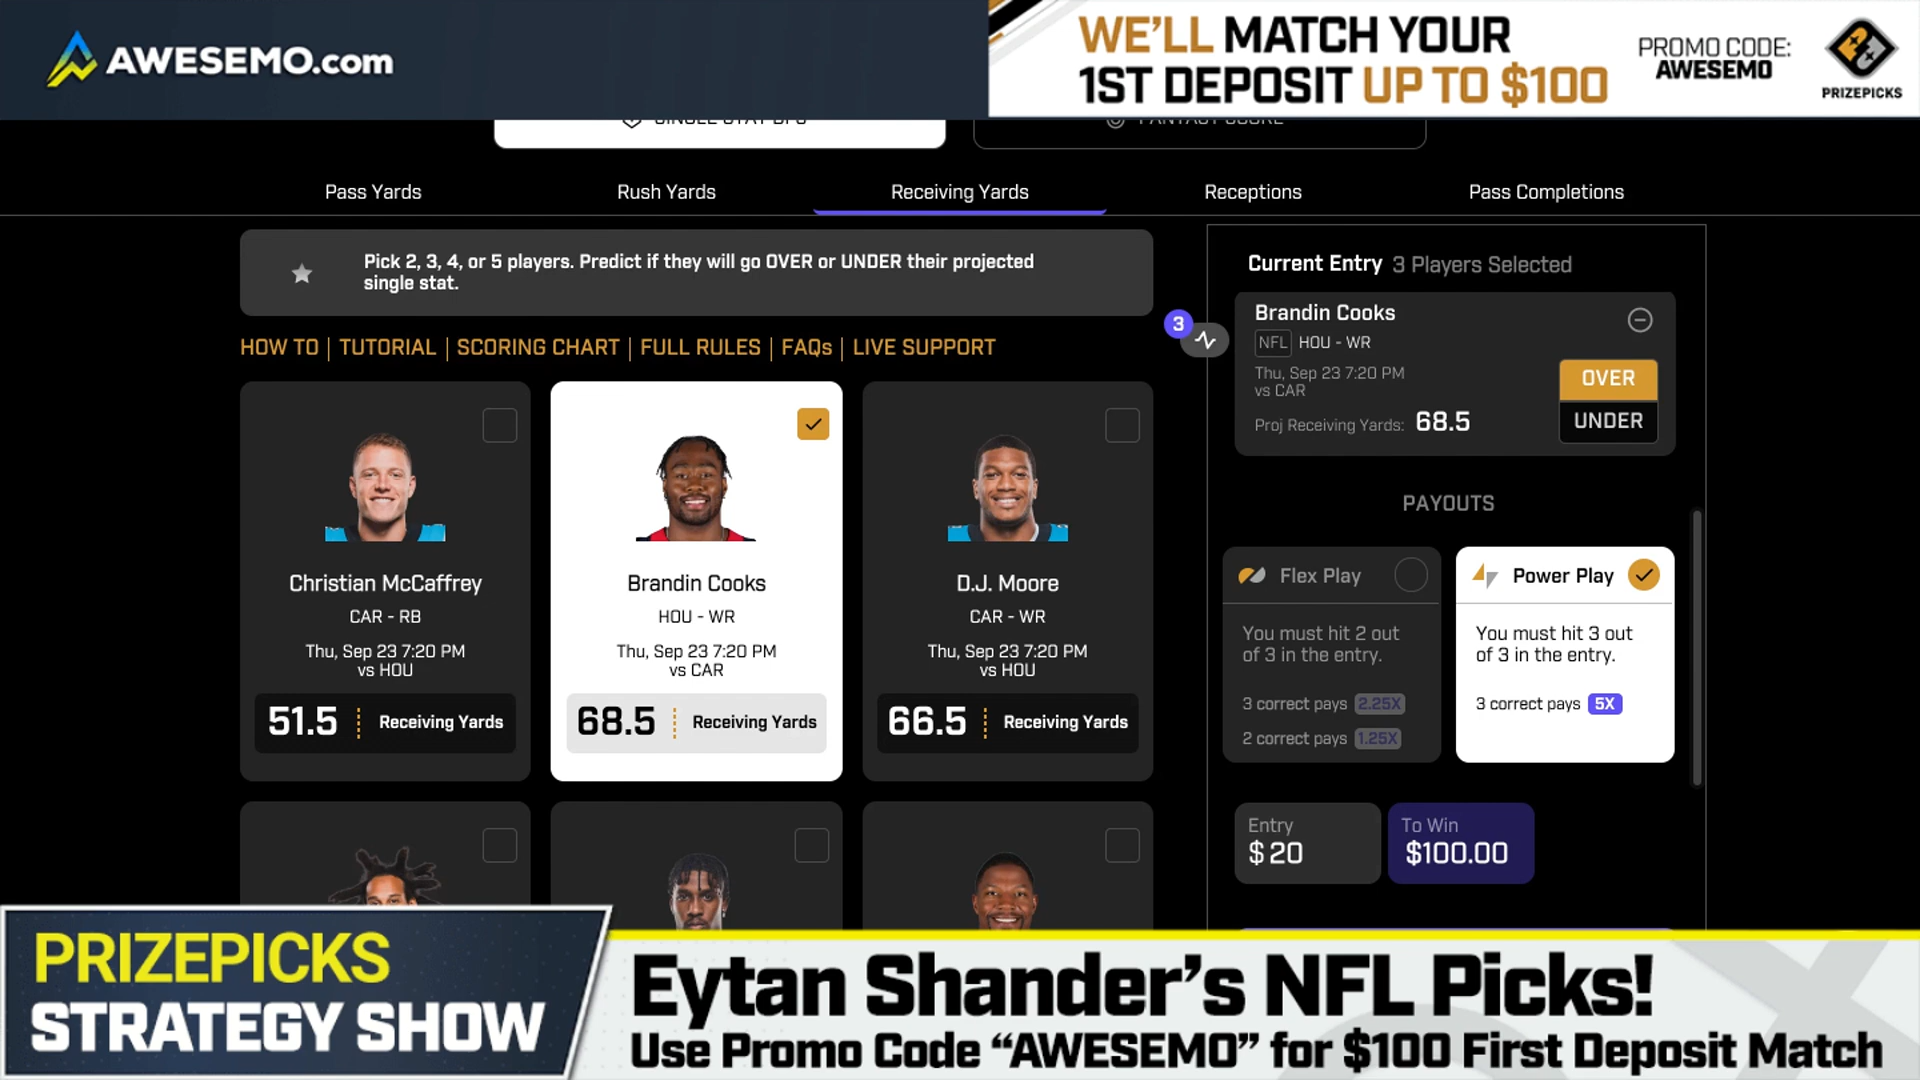 AWESEMO.com
WE'LL MATCH YOUR
1ST DEPOSIT UP TO $100
PROMO CODE:
AWESEMO
PRIZEPICKS
Pass Yards
Rush Yards
Receiving Yards
Receptions
Pass Completions
Pick 2, 3, 4, or 5 players. Predict if they will go OVER or UNDER their projected
single stat.
HOW TO | TUTORIAL | SCORING CHART | FULL RULES | FAQs | LIVE SUPPORT
Christian McCaffrey
CAR - RB
Thu, Sep 23 7:20 PM
vs HOU
51.5 Receiving Yards
Brandin Cooks
HOU - WR
Thu, Sep 23 7:20 PM
vs CAR
68.5 Receiving Yards
D.J. Moore
CAR - WR
Thu, Sep 23 7:20 PM
vs HOU
66.5 Receiving Yards
3
Current Entry 3 Players Selected
Brandin Cooks
NFL HOU - WR
Thu, Sep 23 7:20 PM
vs CAR
Proj Receiving Yards: 68.5
OVER
UNDER
PAYOUTS
Flex Play
You must hit 2 out
of 3 in the entry.
3 correct pays 2.25X
2 correct pays 1.25X
Power Play
You must hit 3 out
of 3 in the entry.
3 correct pays 5X
Entry
$ 20
To Win
$100.00
PRIZEPICKS
STRATEGY SHOW
Eytan Shander's NFL Picks!
Use Promo Code “AWESEMO” for $100 First Deposit Match